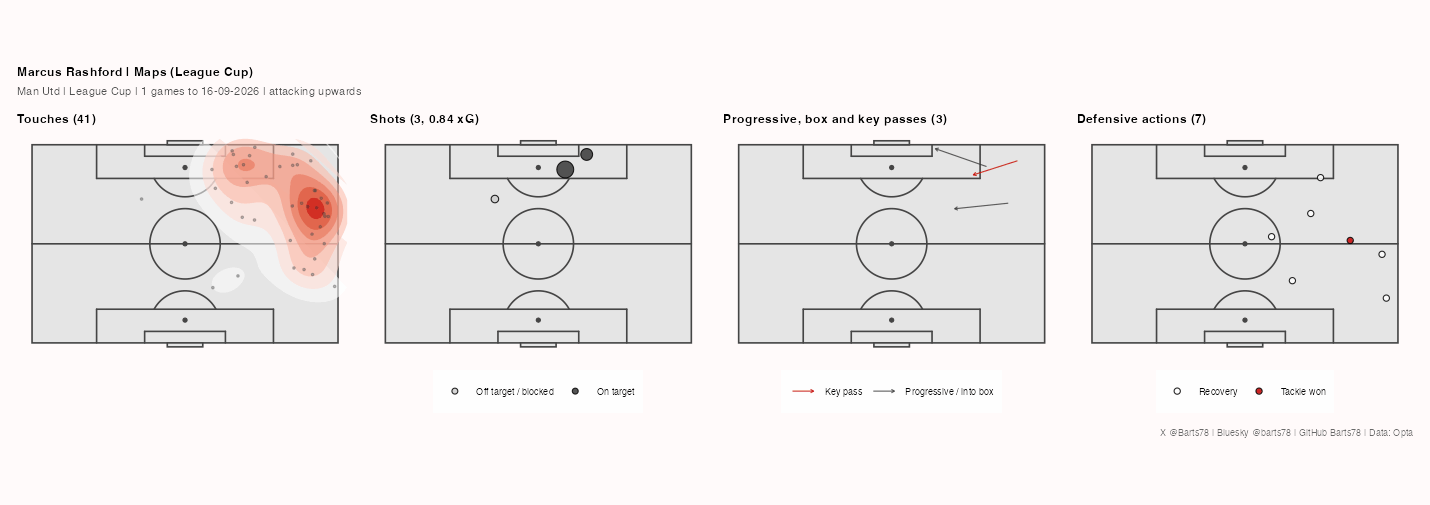 Marcus Rashford | Maps (League Cup)
Man Utd | League Cup | 1 games to 16-09-2026 | attacking upwards
Touches (41)
Shots (3, 0.84 xG)
Progressive, box and key passes (3)
Defensive actions (7)
Off target / blocked
On target
Key pass
Progressive / into box
Recovery
Tackle won
X @Barts78 | Bluesky @barts78 | GitHub Barts78 | Data: Opta